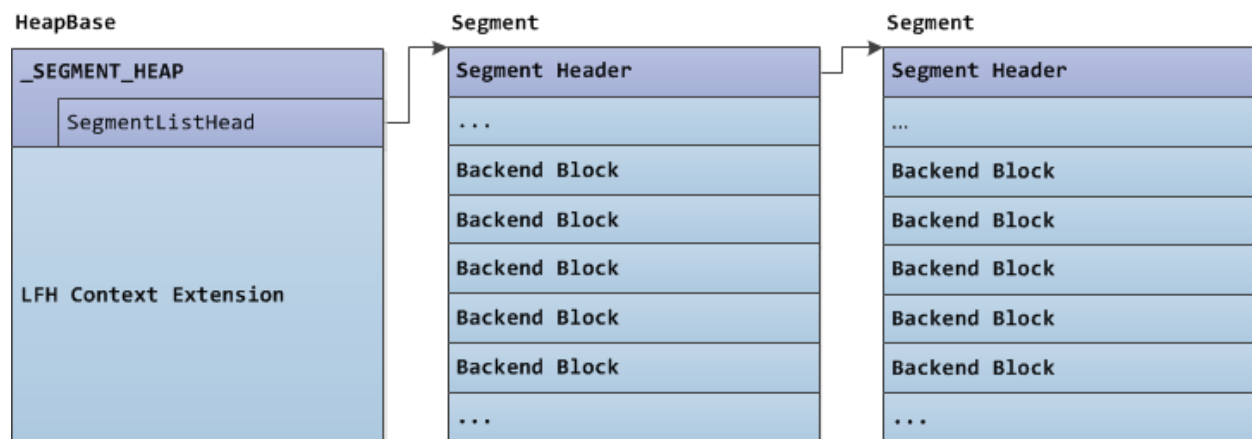 HeapBase
_SEGMENT_HEAP
SegmentListHead
LFH Context Extension
Segment
Segment Header
...
Backend Block
Backend Block
Backend Block
Backend Block
Backend Block
...
Segment
Segment Header
...
Backend Block
Backend Block
Backend Block
Backend Block
Backend Block
...